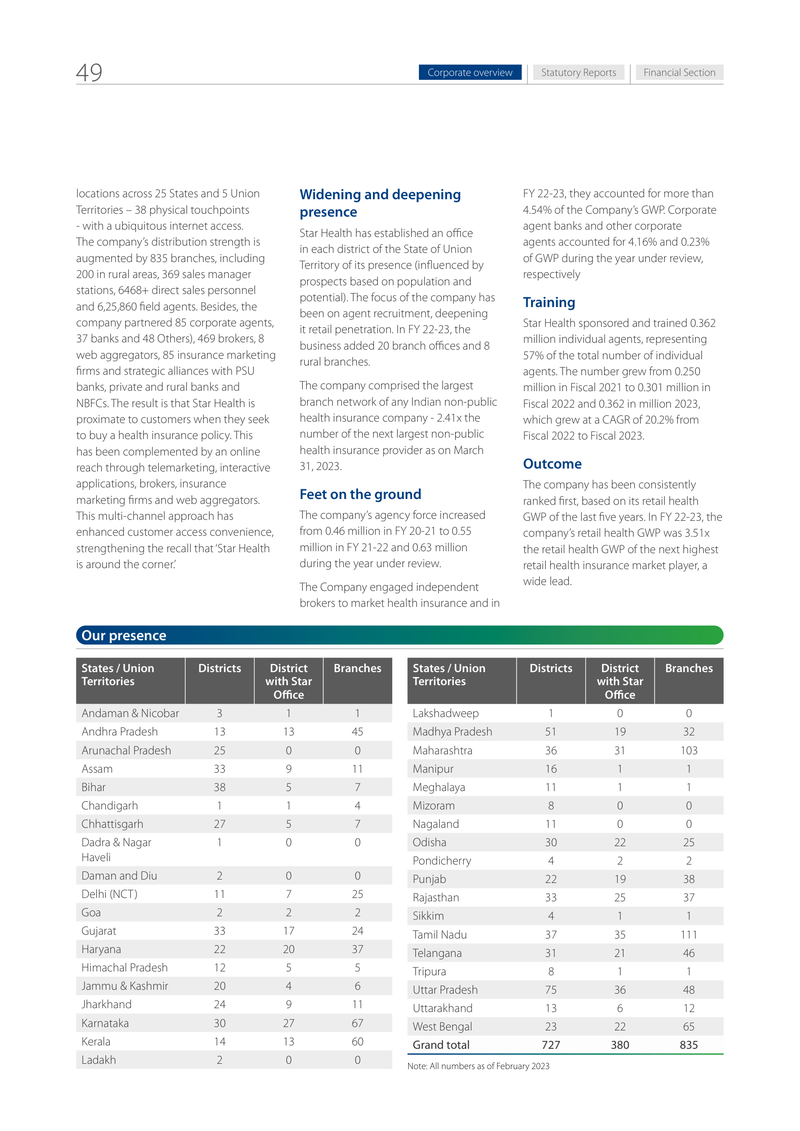 49
Corporate overview
Statutory Reports
Financial Section
locations across 25 States and 5 Union
Territories – 38 physical touchpoints
- with a ubiquitous internet access.
The company's distribution strength is
augmented by 835 branches, including
200 in rural areas, 369 sales manager
stations, 6468+ direct sales personnel
and 6,25,860 field agents. Besides, the
company partnered 85 corporate agents,
37 banks and 48 Others), 469 brokers, 8
web aggregators, 85 insurance marketing
firms and strategic alliances with PSU
banks, private and rural banks and
NBFCs. The result is that Star Health is
proximate to customers when they seek
to buy a health insurance policy. This
has been complemented by an online
reach through telemarketing, interactive
applications, brokers, insurance
marketing firms and web aggregators.
This multi-channel approach has
enhanced customer access convenience,
strengthening the recall that 'Star Health
is around the corner.'
Widening and deepening
presence
Star Health has established an office
in each district of the State of Union
Territory of its presence (influenced by
prospects based on population and
potential). The focus of the company has
been on agent recruitment, deepening
it retail penetration. In FY 22-23, the
business added 20 branch offices and 8
rural branches.
The company comprised the largest
branch network of any Indian non-public
health insurance company - 2.41x the
number of the next largest non-public
health insurance provider as on March
31, 2023.
Feet on the ground
The company's agency force increased
from 0.46 million in FY 20-21 to 0.55
million in FY 21-22 and 0.63 million
during the year under review.
The Company engaged independent
brokers to market health insurance and in
FY 22-23, they accounted for more than
4.54% of the Company's GWP. Corporate
agent banks and other corporate
agents accounted for 4.16% and 0.23%
of GWP during the year under review,
respectively
Training
Star Health sponsored and trained 0.362
million individual agents, representing
57% of the total number of individual
agents. The number grew from 0.250
million in Fiscal 2021 to 0.301 million in
Fiscal 2022 and 0.362 in million 2023,
which grew at a CAGR of 20.2% from
Fiscal 2022 to Fiscal 2023.
Outcome
The company has been consistently
ranked first, based on its retail health
GWP of the last five years. In FY 22-23, the
company's retail health GWP was 3.51x
the retail health GWP of the next highest
retail health insurance market player, a
wide lead.
Our presence
States / Union Territories Districts District with Star Office Branches
Andaman & Nicobar 3 1 1
Andhra Pradesh 13 13 45
Arunachal Pradesh 25 0 0
Assam 33 9 11
Bihar 38 5 7
Chandigarh 1 1 4
Chhattisgarh 27 5 7
Dadra & Nagar Haveli 1 0 0
Daman and Diu 2 0 0
Delhi (NCT) 11 7 25
Goa 2 2 2
Gujarat 33 17 24
Haryana 22 20 37
Himachal Pradesh 12 5 5
Jammu & Kashmir 20 4 6
Jharkhand 24 9 11
Karnataka 30 27 67
Kerala 14 13 60
Ladakh 2 0 0
States / Union Territories Districts District with Star Office Branches
Lakshadweep 1 0 0
Madhya Pradesh 51 19 32
Maharashtra 36 31 103
Manipur 16 1 1
Meghalaya 11 1 1
Mizoram 8 0 0
Nagaland 11 0 0
Odisha 30 22 25
Pondicherry 4 2 2
Punjab 22 19 38
Rajasthan 33 25 37
Sikkim 4 1 1
Tamil Nadu 37 35 111
Telangana 31 21 46
Tripura 8 1 1
Uttar Pradesh 75 36 48
Uttarakhand 13 6 12
West Bengal 23 22 65
Grand total 727 380 835
Note: All numbers as of February 2023